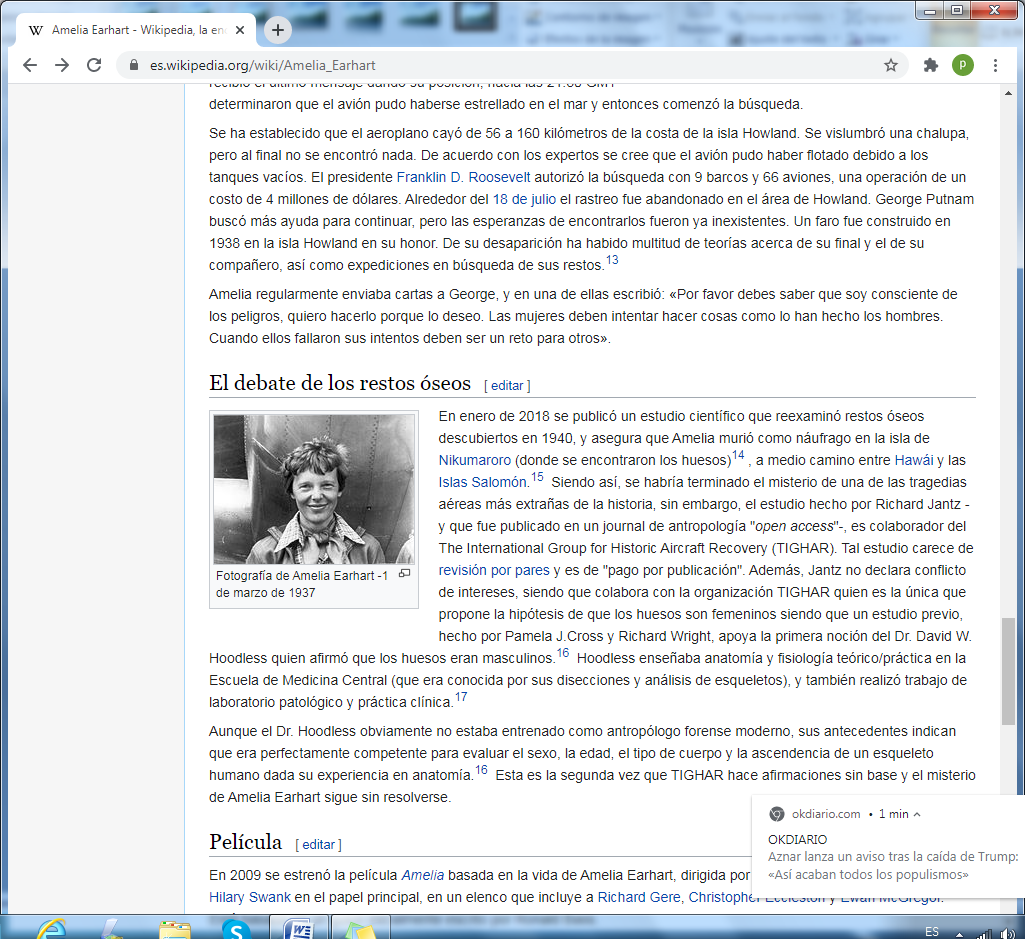 Amelia Earhart - Wikipedia, la en
es.wikipedia.org/wiki/Amelia_Earhart
p
recibió el último mensaje dando su posición, hacia las
determinaron que el avión pudo haberse estrellado en el mar y entonces comenzó la búsqueda.
Se ha establecido que el aeroplano cayó de 56 a 160 kilómetros de la costa de la isla Howland. Se vislumbró una chalupa,
pero al final no se encontró nada. De acuerdo con los expertos se cree que el avión pudo haber flotado debido a los
tanques vacíos. El presidente Franklin D. Roosevelt autorizó la búsqueda con 9 barcos y 66 aviones, una operación de un
costo de 4 millones de dólares. Alrededor del 18 de julio el rastreo fue abandonado en el área de Howland. George Putnam
buscó más ayuda para continuar, pero las esperanzas de encontrarlos fueron ya inexistentes. Un faro fue construido en
1938 en la isla Howland en su honor. De su desaparición ha habido multitud de teorías acerca de su final y el de su
compañero, así como expediciones en búsqueda de sus restos.13
Amelia regularmente enviaba cartas a George, y en una de ellas escribió: «Por favor debes saber que soy consciente de
los peligros, quiero hacerlo porque lo deseo. Las mujeres deben intentar hacer cosas como lo han hecho los hombres.
Cuando ellos fallaron sus intentos deben ser un reto para otros».
El debate de los restos óseos [ editar ]
En enero de 2018 se publicó un estudio científico que reexaminó restos óseos
descubiertos en 1940, y asegura que Amelia murió como náufrago en la isla de
Nikumaroro (donde se encontraron los huesos)14 , a medio camino entre Hawái y las
Islas Salomón.15 Siendo así, se habría terminado el misterio de una de las tragedias
aéreas más extrañas de la historia, sin embargo, el estudio hecho por Richard Jantz -
y que fue publicado en un journal de antropología "open access"-, es colaborador del
The International Group for Historic Aircraft Recovery (TIGHAR). Tal estudio carece de
revisión por pares y es de "pago por publicación". Además, Jantz no declara conflicto
de intereses, siendo que colabora con la organización TIGHAR quien es la única que
propone la hipótesis de que los huesos son femeninos siendo que un estudio previo,
hecho por Pamela J.Cross y Richard Wright, apoya la primera noción del Dr. David W.
Hoodless quien afirmó que los huesos eran masculinos.16 Hoodless enseñaba anatomía y fisiología teórico/práctica en la
Escuela de Medicina Central (que era conocida por sus disecciones y análisis de esqueletos), y también realizó trabajo de
laboratorio patológico y práctica clínica.17
Fotografía de Amelia Earhart -1
de marzo de 1937
Aunque el Dr. Hoodless obviamente no estaba entrenado como antropólogo forense moderno, sus antecedentes indican
que era perfectamente competente para evaluar el sexo, la edad, el tipo de cuerpo y la ascendencia de un esqueleto
humano dada su experiencia en anatomía.16 Esta es la segunda vez que TIGHAR hace afirmaciones sin base y el misterio
de Amelia Earhart sigue sin resolverse.
Película [ editar ]
En 2009 se estrenó la película Amelia basada en la vida de Amelia Earhart, dirigida por
Hilary Swank en el papel principal, en un elenco que incluye a Richard Gere, Christopher Eccleston y Ewan McGregor.
okdiario.com • 1 min
OKDIARIO
Aznar lanza un aviso tras la caída de Trump:
«Así acaban todos los populismos»
ES